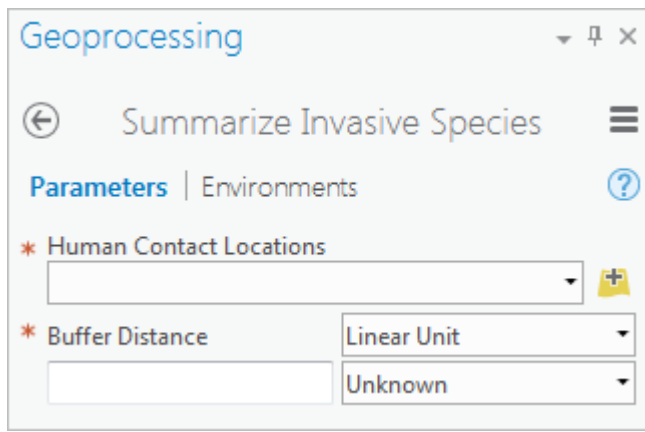 Geoprocessing
Summarize Invasive Species
Parameters | Environments
* Human Contact Locations
* Buffer Distance Linear Unit
Unknown